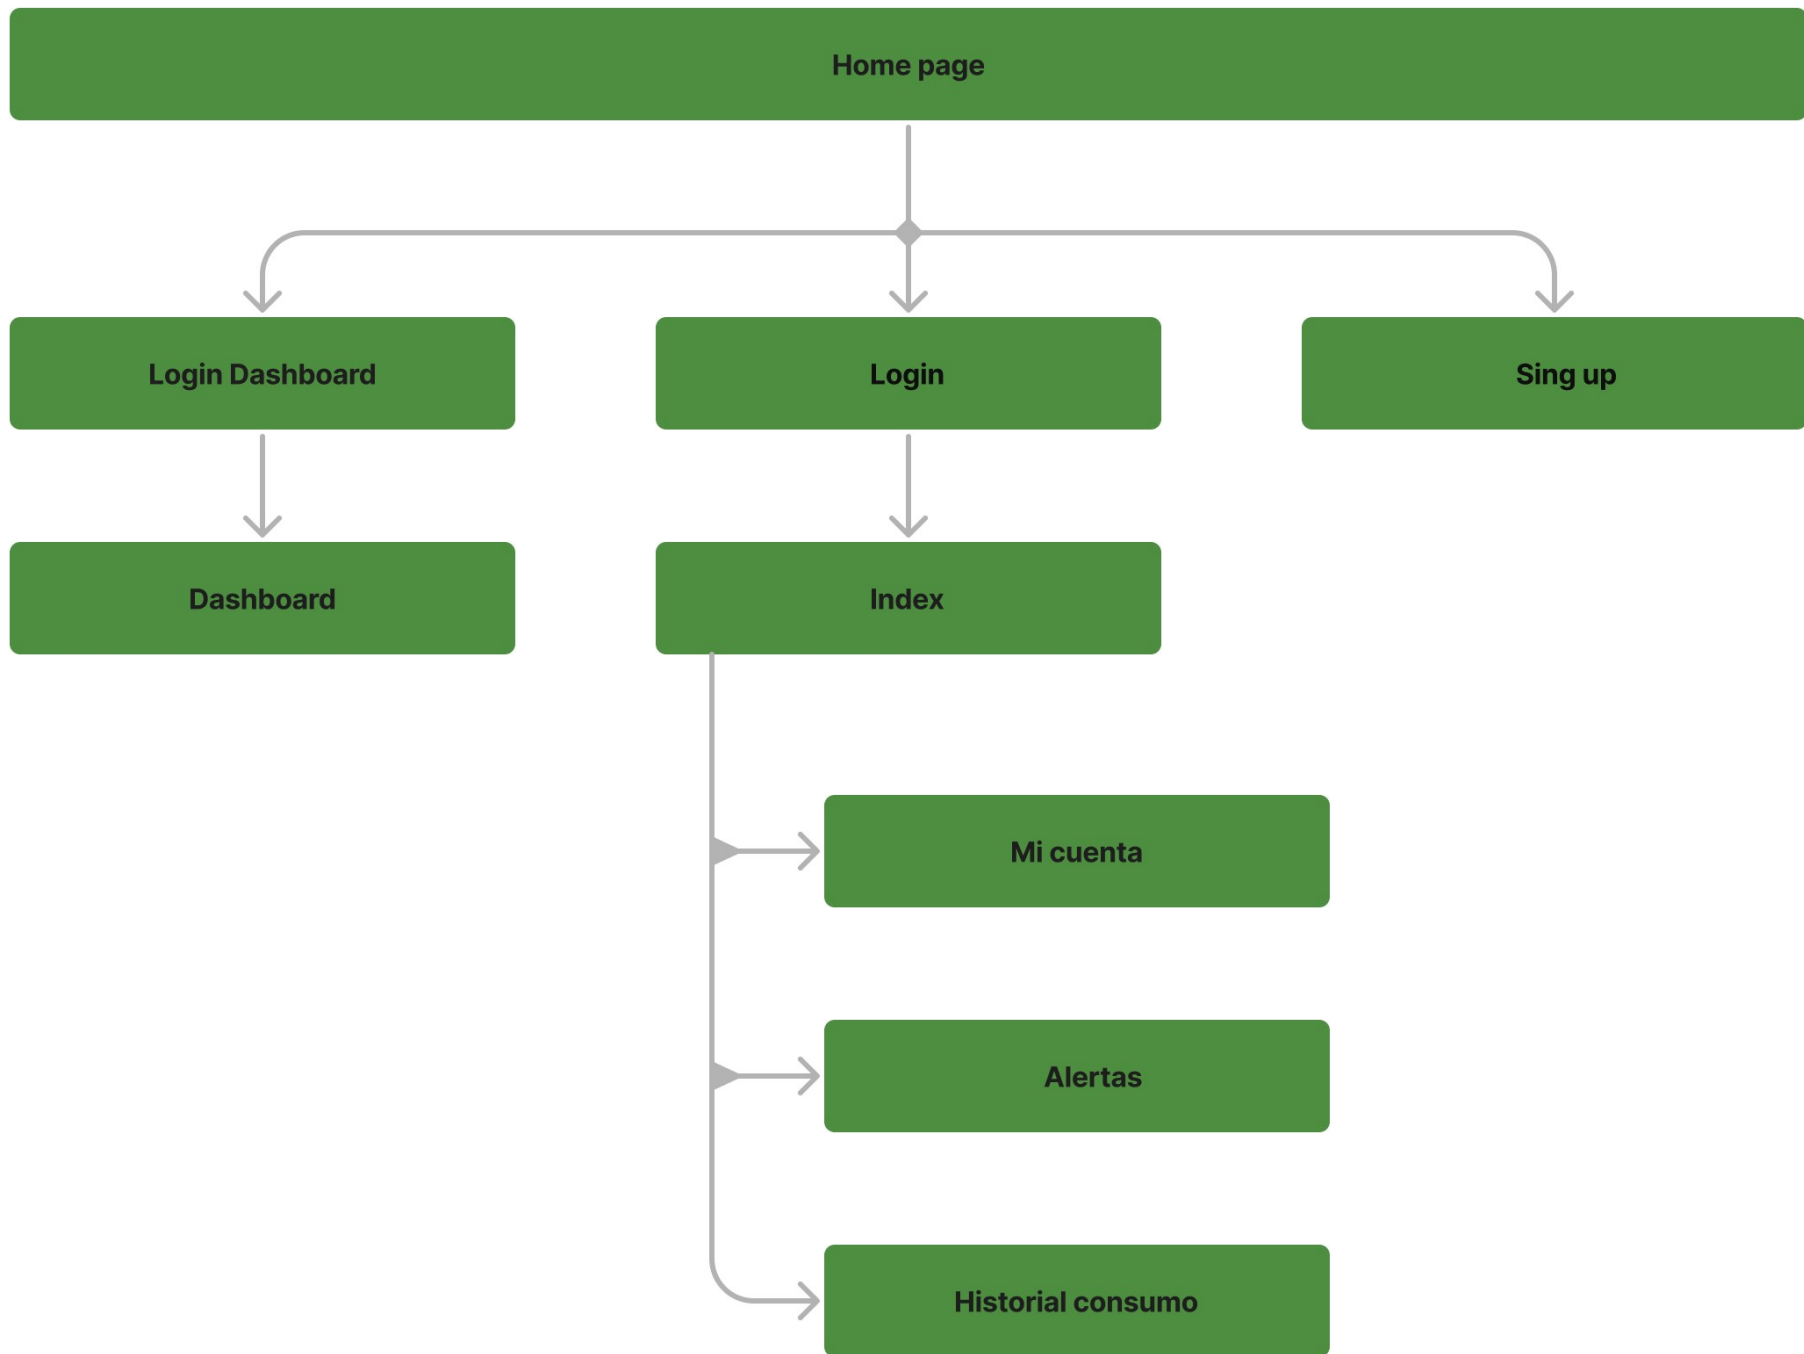 Home page
Login Dashboard
Login
Sing up
Dashboard
Index
Mi cuenta
Alertas
Historial consumo